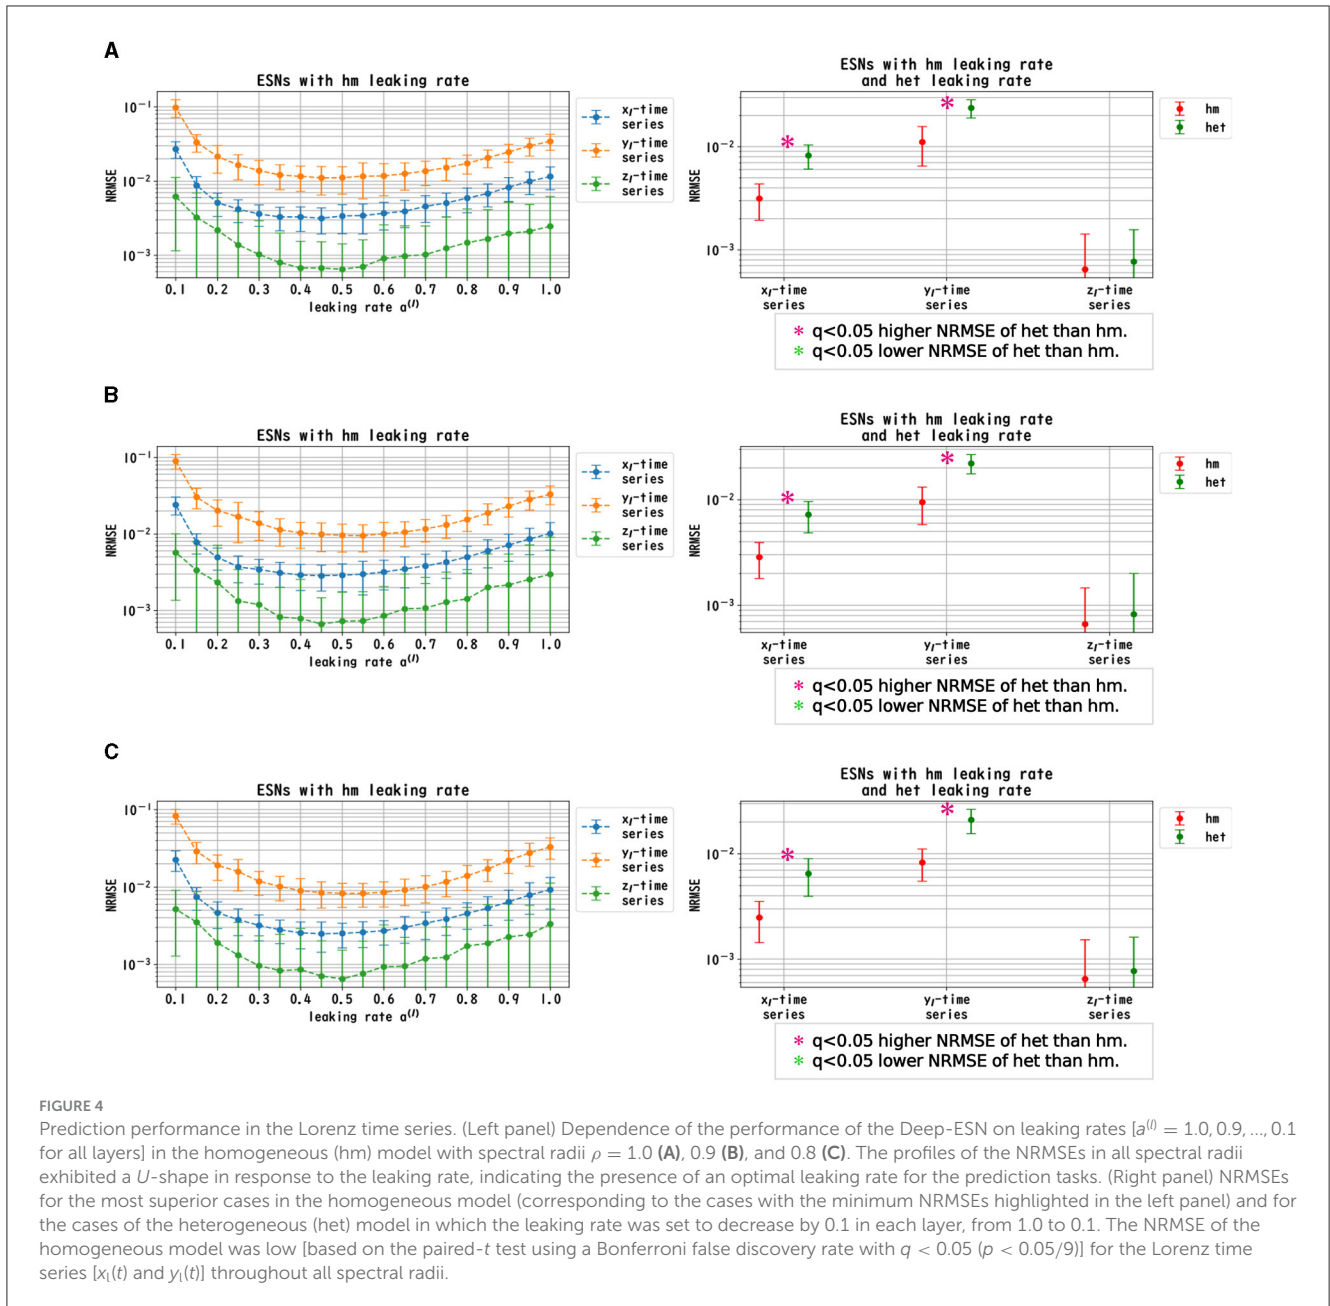 A
ESNs with hm leaking rate
NRMSE
10⁻¹
10⁻²
10⁻³
0.1 0.2 0.3 0.4 0.5 0.6 0.7 0.8 0.9 1.0
leaking rate a⁽ˡ⁾
xₗ-time
series
yₗ-time
series
zₗ-time
series
ESNs with hm leaking rate
and het leaking rate
NRMSE
10⁻²
10⁻³
xₗ-time yₗ-time zₗ-time
series series series
hm
het
* q<0.05 higher NRMSE of het than hm.
* q<0.05 lower NRMSE of het than hm.
B
ESNs with hm leaking rate
NRMSE
10⁻¹
10⁻²
10⁻³
0.1 0.2 0.3 0.4 0.5 0.6 0.7 0.8 0.9 1.0
leaking rate a⁽ˡ⁾
xₗ-time
series
yₗ-time
series
zₗ-time
series
ESNs with hm leaking rate
and het leaking rate
NRMSE
10⁻²
10⁻³
xₗ-time yₗ-time zₗ-time
series series series
hm
het
* q<0.05 higher NRMSE of het than hm.
* q<0.05 lower NRMSE of het than hm.
C
ESNs with hm leaking rate
NRMSE
10⁻¹
10⁻²
10⁻³
0.1 0.2 0.3 0.4 0.5 0.6 0.7 0.8 0.9 1.0
leaking rate a⁽ˡ⁾
xₗ-time
series
yₗ-time
series
zₗ-time
series
ESNs with hm leaking rate
and het leaking rate
NRMSE
10⁻²
10⁻³
xₗ-time yₗ-time zₗ-time
series series series
hm
het
* q<0.05 higher NRMSE of het than hm.
* q<0.05 lower NRMSE of het than hm.
FIGURE 4
Prediction performance in the Lorenz time series. (Left panel) Dependence of the performance of the Deep-ESN on leaking rates [a⁽ˡ⁾ = 1.0, 0.9, ..., 0.1
for all layers] in the homogeneous (hm) model with spectral radii ρ = 1.0 (A), 0.9 (B), and 0.8 (C). The profiles of the NRMSEs in all spectral radii
exhibited a U-shape in response to the leaking rate, indicating the presence of an optimal leaking rate for the prediction tasks. (Right panel) NRMSEs
for the most superior cases in the homogeneous model (corresponding to the cases with the minimum NRMSEs highlighted in the left panel) and for
the cases of the heterogeneous (het) model in which the leaking rate was set to decrease by 0.1 in each layer, from 1.0 to 0.1. The NRMSE of the
homogeneous model was low [based on the paired-t test using a Bonferroni false discovery rate with q < 0.05 (p < 0.05/9)] for the Lorenz time
series [xₗ(t) and yₗ(t)] throughout all spectral radii.